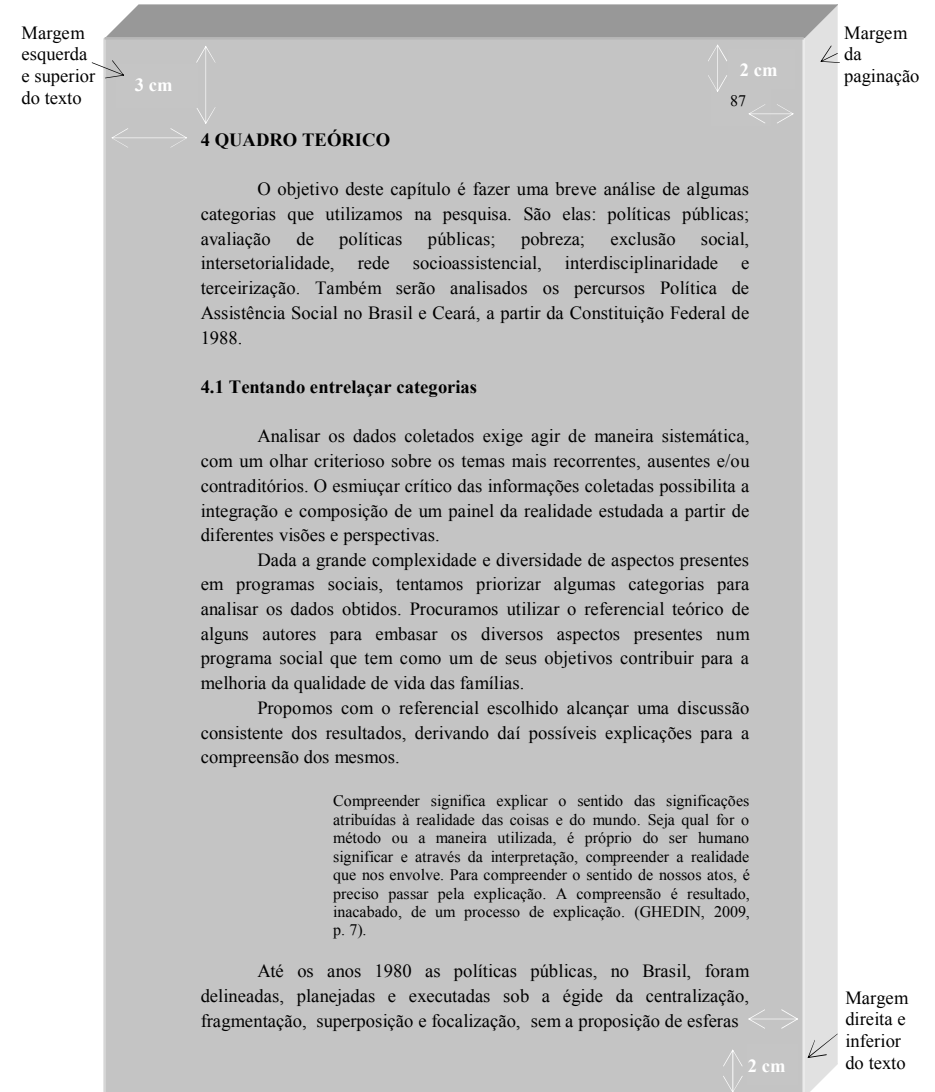 Margem
esquerda
e superior
do texto
3 cm
2 cm
Margem
da
paginação
87
4 QUADRO TEÓRICO
O objetivo deste capítulo é fazer uma breve análise de algumas
categorias que utilizamos na pesquisa. São elas: políticas públicas;
avaliação de políticas públicas; pobreza; exclusão social,
intersetorialidade, rede socioassistencial, interdisciplinaridade e
terceirização. Também serão analisados os percursos Política de
Assistência Social no Brasil e Ceará, a partir da Constituição Federal de
1988.
4.1 Tentando entrelaçar categorias
Analisar os dados coletados exige agir de maneira sistemática,
com um olhar criterioso sobre os temas mais recorrentes, ausentes e/ou
contraditórios. O esmiuçar crítico das informações coletadas possibilita a
integração e composição de um painel da realidade estudada a partir de
diferentes visões e perspectivas.
Dada a grande complexidade e diversidade de aspectos presentes
em programas sociais, tentamos priorizar algumas categorias para
analisar os dados obtidos. Procuramos utilizar o referencial teórico de
alguns autores para embasar os diversos aspectos presentes num
programa social que tem como um de seus objetivos contribuir para a
melhoria da qualidade de vida das famílias.
Propomos com o referencial escolhido alcançar uma discussão
consistente dos resultados, derivando daí possíveis explicações para a
compreensão dos mesmos.
Compreender significa explicar o sentido das significações
atribuídas à realidade das coisas e do mundo. Seja qual for o
método ou a maneira utilizada, é próprio do ser humano
significar e através da interpretação, compreender a realidade
que nos envolve. Para compreender o sentido de nossos atos, é
preciso passar pela explicação. A compreensão é resultado,
inacabado, de um processo de explicação. (GHEDIN, 2009,
p. 7).
Até os anos 1980 as políticas públicas, no Brasil, foram
delineadas, planejadas e executadas sob a égide da centralização,
fragmentação, superposição e focalização, sem a proposição de esferas
Margem
direita e
inferior
do texto
2 cm